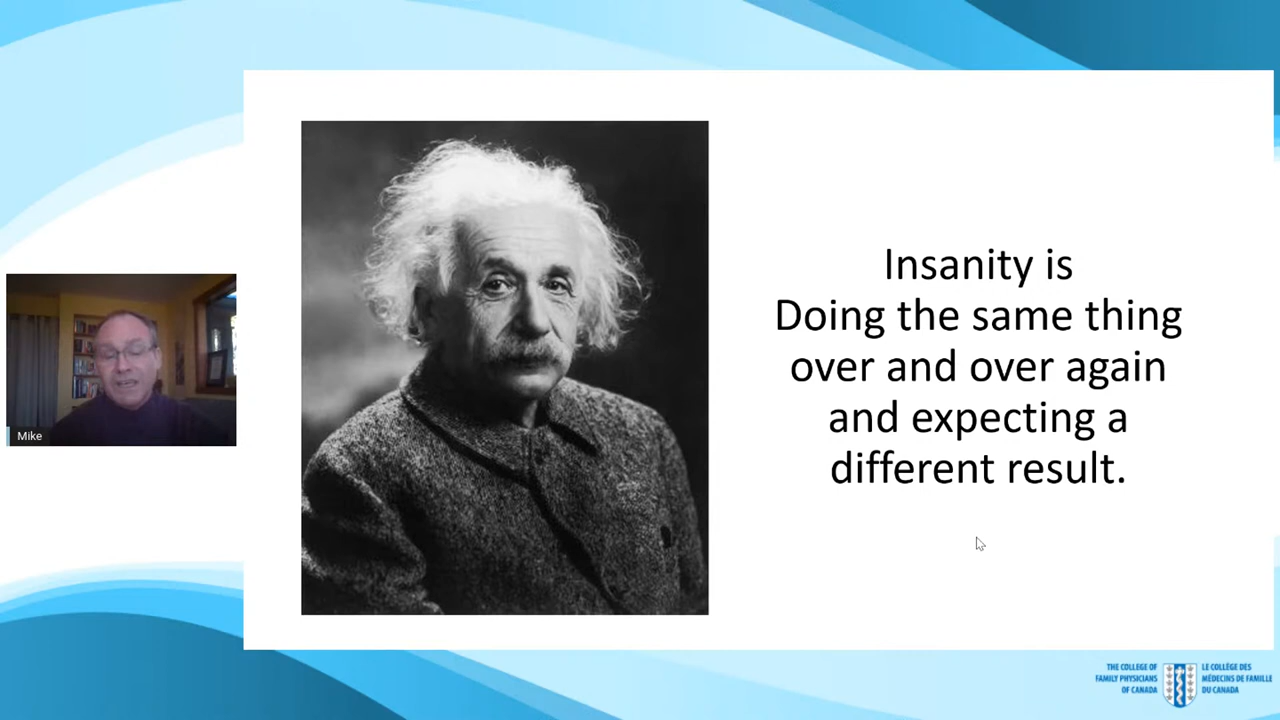 Insanity is
Doing the same thing
over and over again
and expecting a
different result.
Mike
THE COLLEGE OF
FAMILY PHYSICIANS
OF CANADA
LE COLLÈGE DES
MÉDECINS DE FAMILLE
DU CANADA